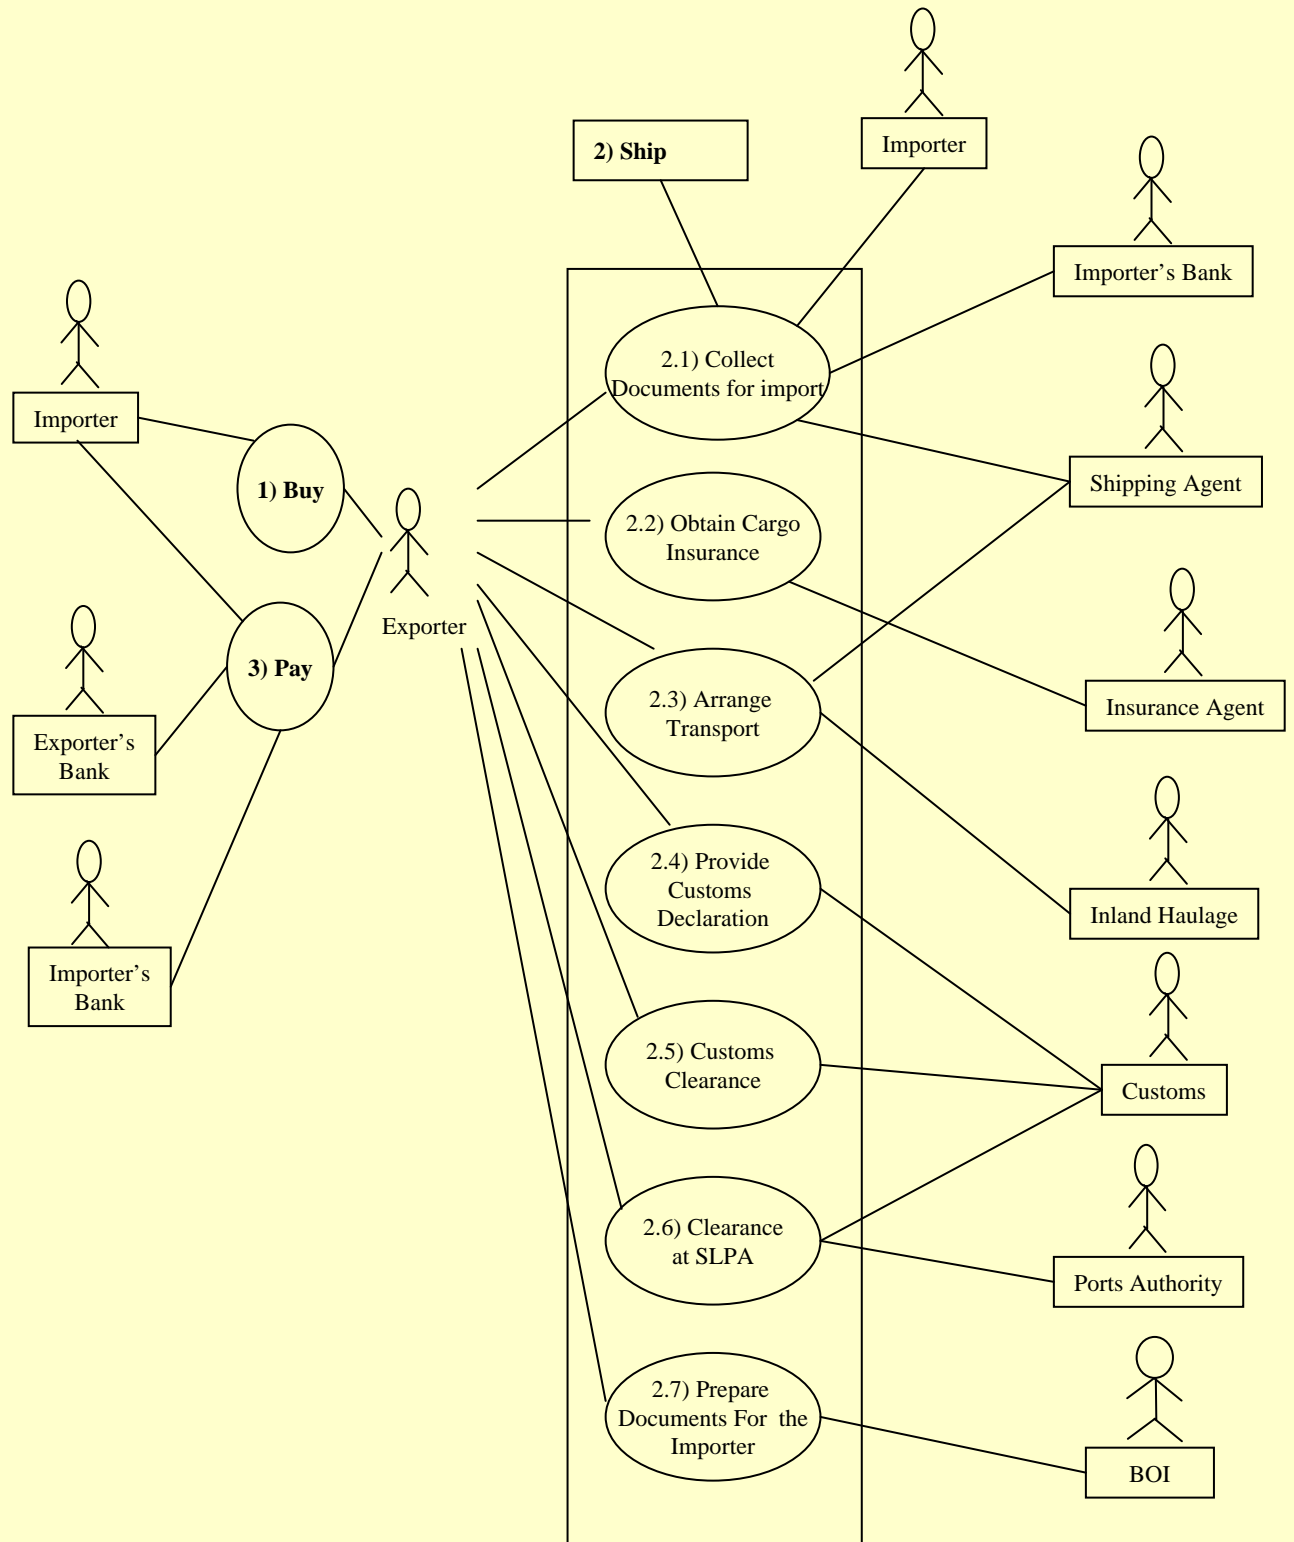 Importer
2) Ship
Importer's Bank
Importer
2.1) Collect
Documents for import
1) Buy
Shipping Agent
2.2) Obtain Cargo
Insurance
Exporter
3) Pay
2.3) Arrange
Transport
Insurance Agent
Exporter's
Bank
2.4) Provide
Customs
Declaration
Inland Haulage
Importer's
Bank
2.5) Customs
Clearance
Customs
2.6) Clearance
at SLPA
Ports Authority
2.7) Prepare
Documents For  the
Importer
BOI